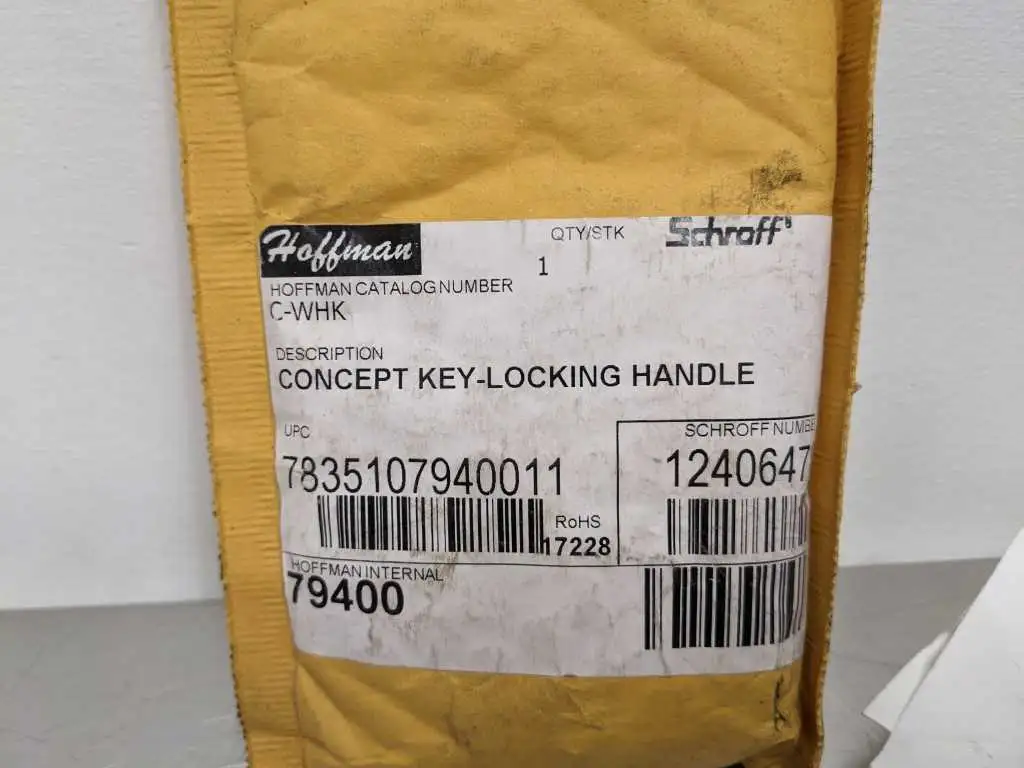 Hoffman
QTY/STK
Schroff
1
HOFFMAN CATALOG NUMBER
C-WHK
DESCRIPTION
CONCEPT KEY-LOCKING HANDLE
UPC
7835107940011
SCHROFF NUMBE
1240647
RoHS
17228
HOFFMAN INTERNAL
79400